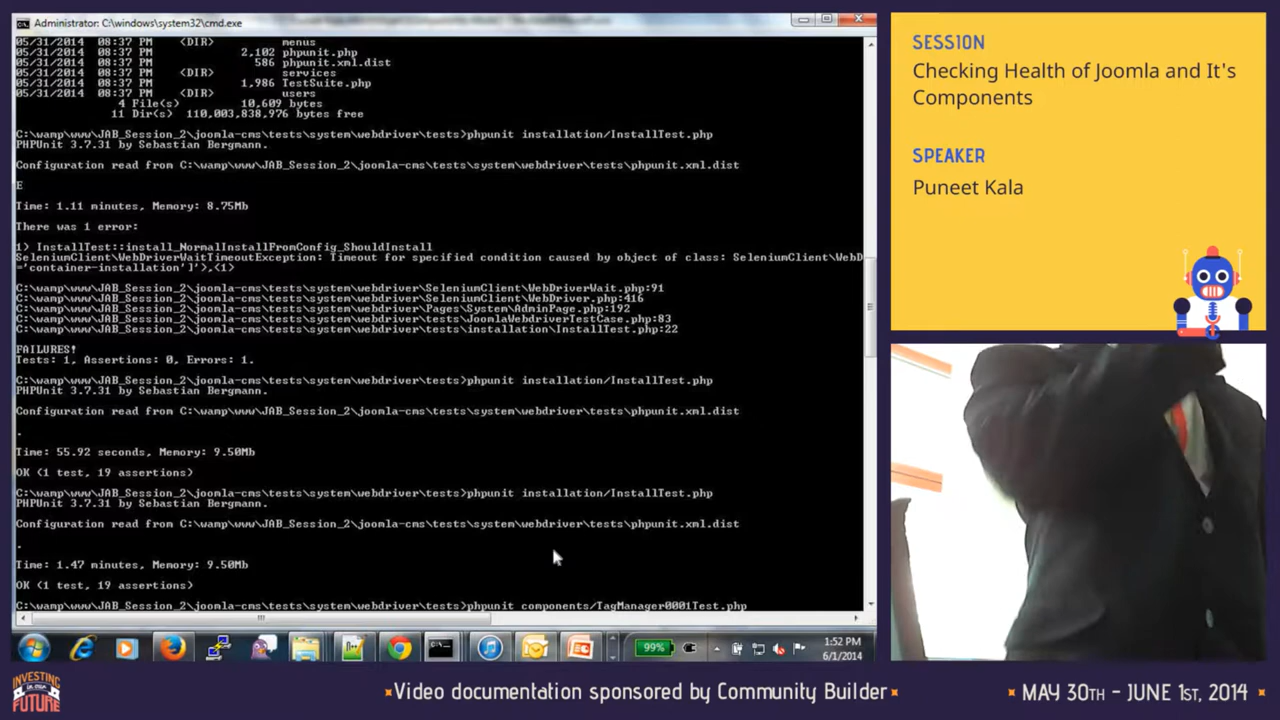 Administrator: C:\windows\system32\cmd.exe
05/31/2014 08:37 PM <DIR> menus
05/31/2014 08:37 PM 2,102 phpunit.php
05/31/2014 08:37 PM 586 phpunit.xml.dist
05/31/2014 08:37 PM <DIR> services
05/31/2014 08:37 PM 1,986 TestSuite.php
05/31/2014 08:37 PM <DIR> users
4 File(s) 10,609 bytes
11 Dir(s) 110,003,838,976 bytes free
C:\wamp\www\JAB_Session_2\joomla-cms\tests\system\webdriver\tests>phpunit installation/InstallTest.php
PHPUnit 3.7.31 by Sebastian Bergmann.
Configuration read from C:\wamp\www\JAB_Session_2\joomla-cms\tests\system\webdriver\tests\phpunit.xml.dist
E
Time: 1.11 minutes, Memory: 8.75Mb
There was 1 error:
1) InstallTest::install_NormalInstallFromConfig_ShouldInstall
SeleniumClient\WebDriverWaitTimeoutException: Timeout for specified condition caused by object of class: SeleniumClient\WebD
='container-installation']'>,<1>
C:\wamp\www\JAB_Session_2\joomla-cms\tests\system\webdriver\SeleniumClient\WebDriverWait.php:91
C:\wamp\www\JAB_Session_2\joomla-cms\tests\system\webdriver\SeleniumClient\WebDriver.php:416
C:\wamp\www\JAB_Session_2\joomla-cms\tests\system\webdriver\Pages\System\AdminPage.php:192
C:\wamp\www\JAB_Session_2\joomla-cms\tests\system\webdriver\tests\JoomlaWebdriverTestCase.php:83
C:\wamp\www\JAB_Session_2\joomla-cms\tests\system\webdriver\tests\installation\InstallTest.php:22
FAILURES!
Tests: 1, Assertions: 0, Errors: 1.
C:\wamp\www\JAB_Session_2\joomla-cms\tests\system\webdriver\tests>phpunit installation/InstallTest.php
PHPUnit 3.7.31 by Sebastian Bergmann.
Configuration read from C:\wamp\www\JAB_Session_2\joomla-cms\tests\system\webdriver\tests\phpunit.xml.dist
.
Time: 55.92 seconds, Memory: 9.50Mb
OK (1 test, 19 assertions)
C:\wamp\www\JAB_Session_2\joomla-cms\tests\system\webdriver\tests>phpunit installation/InstallTest.php
PHPUnit 3.7.31 by Sebastian Bergmann.
Configuration read from C:\wamp\www\JAB_Session_2\joomla-cms\tests\system\webdriver\tests\phpunit.xml.dist
.
Time: 1.47 minutes, Memory: 9.50Mb
OK (1 test, 19 assertions)
C:\wamp\www\JAB_Session_2\joomla-cms\tests\system\webdriver\tests>phpunit components/TagManager0001Test.php
99%
1:52 PM
6/1/2014
SESSION
Checking Health of Joomla and It's
Components
SPEAKER
Puneet Kala
INVESTING
IN OUR
FUTURE
Video documentation sponsored by Community Builder
MAY 30TH - JUNE 1ST, 2014